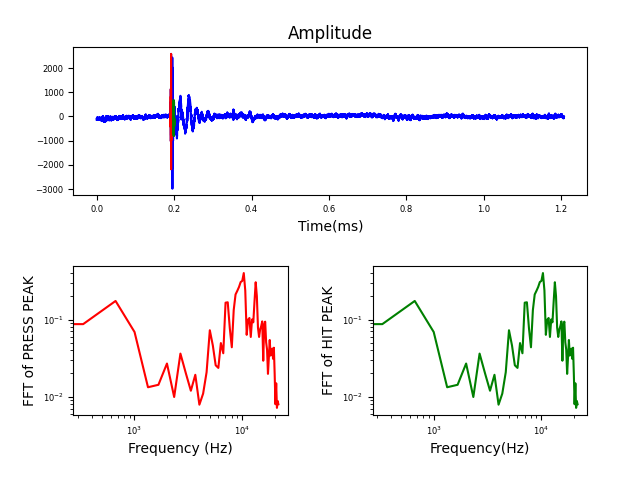 Amplitude
2000
1000
0
−1000
−2000
−3000
0.0 0.2 0.4 0.6 0.8 1.0 1.2
Time(ms)
FFT of PRESS PEAK
10⁻¹
10⁻²
10³ 10⁴
Frequency (Hz)
FFT of HIT PEAK
10⁻¹
10⁻²
10³ 10⁴
Frequency(Hz)